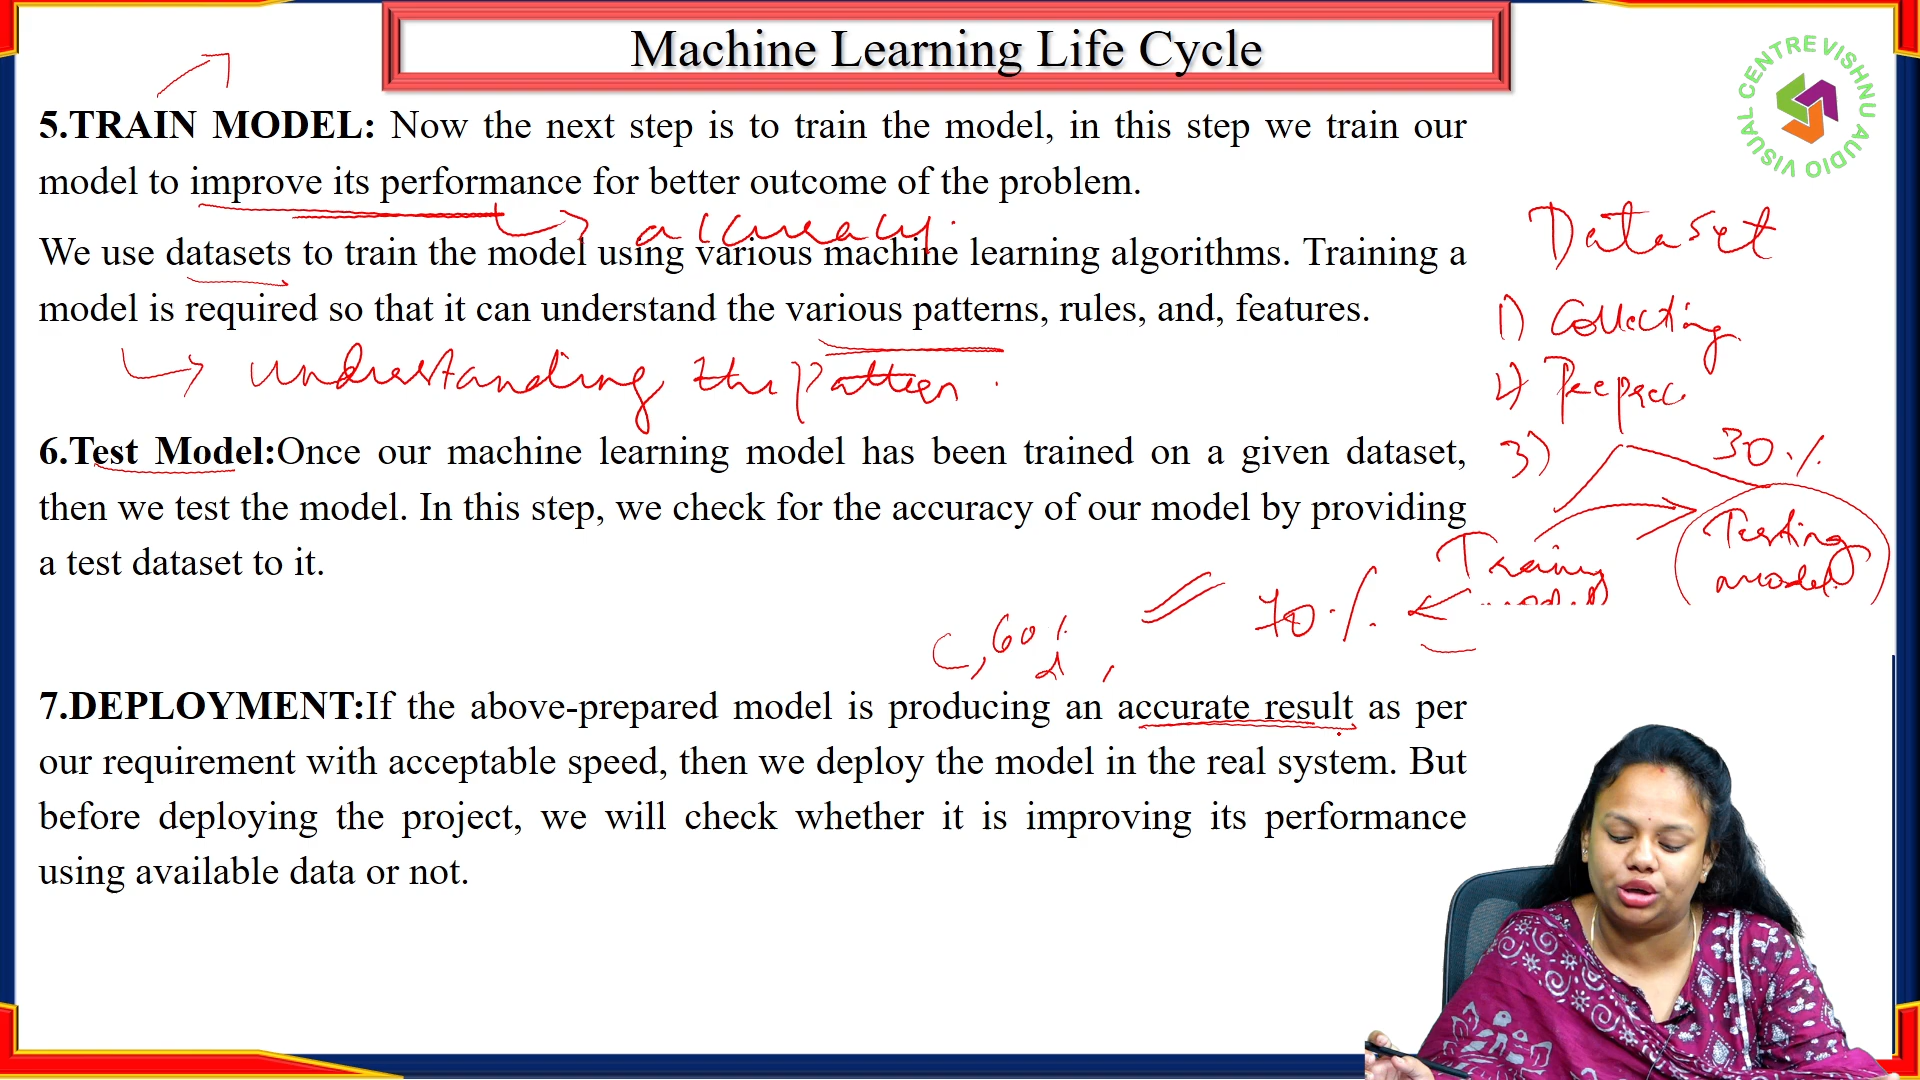 Machine Learning Life Cycle
VISUAL CENTRE VISHNU AUDIO
5.TRAIN MODEL: Now the next step is to train the model, in this step we train our
model to improve its performance for better outcome of the problem.
accuracy.
We use datasets to train the model using various machine learning algorithms. Training a
model is required so that it can understand the various patterns, rules, and, features.
understanding the pattern.
6.Test Model:Once our machine learning model has been trained on a given dataset,
then we test the model. In this step, we check for the accuracy of our model by providing
a test dataset to it.
7.DEPLOYMENT:If the above-prepared model is producing an accurate result as per
our requirement with acceptable speed, then we deploy the model in the real system. But
before deploying the project, we will check whether it is improving its performance
using available data or not.
Dataset
1) Collecting
2)
3)
30%
Testing
model
model
70%
60%